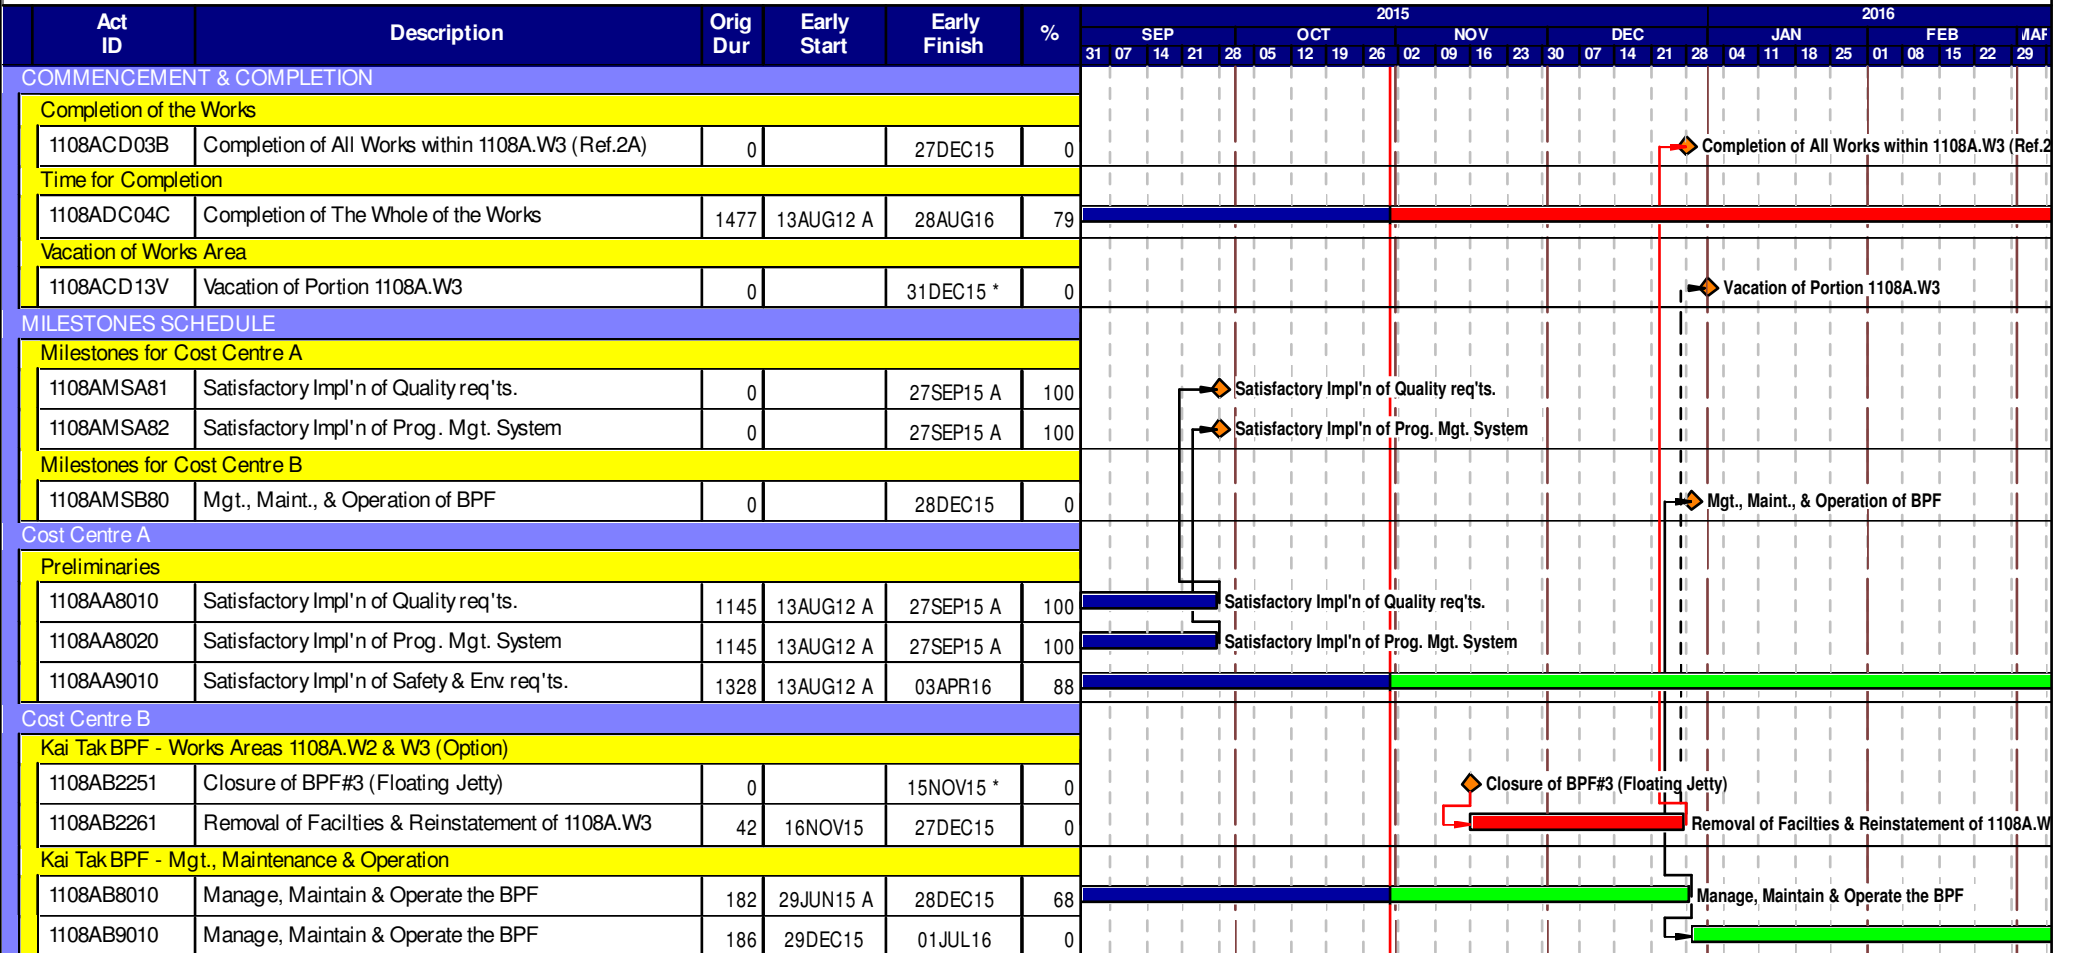 Act ID Description Orig Dur Early Start Early Finish %
2015 2016
SEP OCT NOV DEC JAN FEB
31 07 14 21 28 05 12 19 26 02 09 16 23 30 07 14 21 28 04 11 18 25 01 08 15 22 29
COMMENCEMENT & COMPLETION
Completion of the Works
1108ACD03B Completion of All Works within 1108A.W3 (Ref.2A) 0 27DEC15 0 Completion of All Works within 1108A.W3 (Ref.2
Time for Completion
1108ADC04C Completion of The Whole of the Works 1477 13AUG12 A 28AUG16 79
Vacation of Works Area
1108ACD13V Vacation of Portion 1108A.W3 0 31DEC15 * 0 Vacation of Portion 1108A.W3
MILESTONES SCHEDULE
Milestones for Cost Centre A
1108AMSA81 Satisfactory Impl'n of Quality req'ts. 0 27SEP15 A 100 Satisfactory Impl'n of Quality req'ts.
1108AMSA82 Satisfactory Impl'n of Prog. Mgt. System 0 27SEP15 A 100 Satisfactory Impl'n of Prog. Mgt. System
Milestones for Cost Centre B
1108AMSB80 Mgt., Maint., & Operation of BPF 0 28DEC15 0 Mgt., Maint., & Operation of BPF
Cost Centre A
Preliminaries
1108AA8010 Satisfactory Impl'n of Quality req'ts. 1145 13AUG12 A 27SEP15 A 100 Satisfactory Impl'n of Quality req'ts.
1108AA8020 Satisfactory Impl'n of Prog. Mgt. System 1145 13AUG12 A 27SEP15 A 100 Satisfactory Impl'n of Prog. Mgt. System
1108AA9010 Satisfactory Impl'n of Safety & Env. req'ts. 1328 13AUG12 A 03APR16 88
Cost Centre B
Kai Tak BPF - Works Areas 1108A.W2 & W3 (Option)
1108AB2251 Closure of BPF#3 (Floating Jetty) 0 15NOV15 * 0 Closure of BPF#3 (Floating Jetty)
1108AB2261 Removal of Facilties & Reinstatement of 1108A.W3 42 16NOV15 27DEC15 0 Removal of Facilties & Reinstatement of 1108A.W
Kai Tak BPF - Mgt., Maintenance & Operation
1108AB8010 Manage, Maintain & Operate the BPF 182 29JUN15 A 28DEC15 68 Manage, Maintain & Operate the BPF
1108AB9010 Manage, Maintain & Operate the BPF 186 29DEC15 01JUL16 0